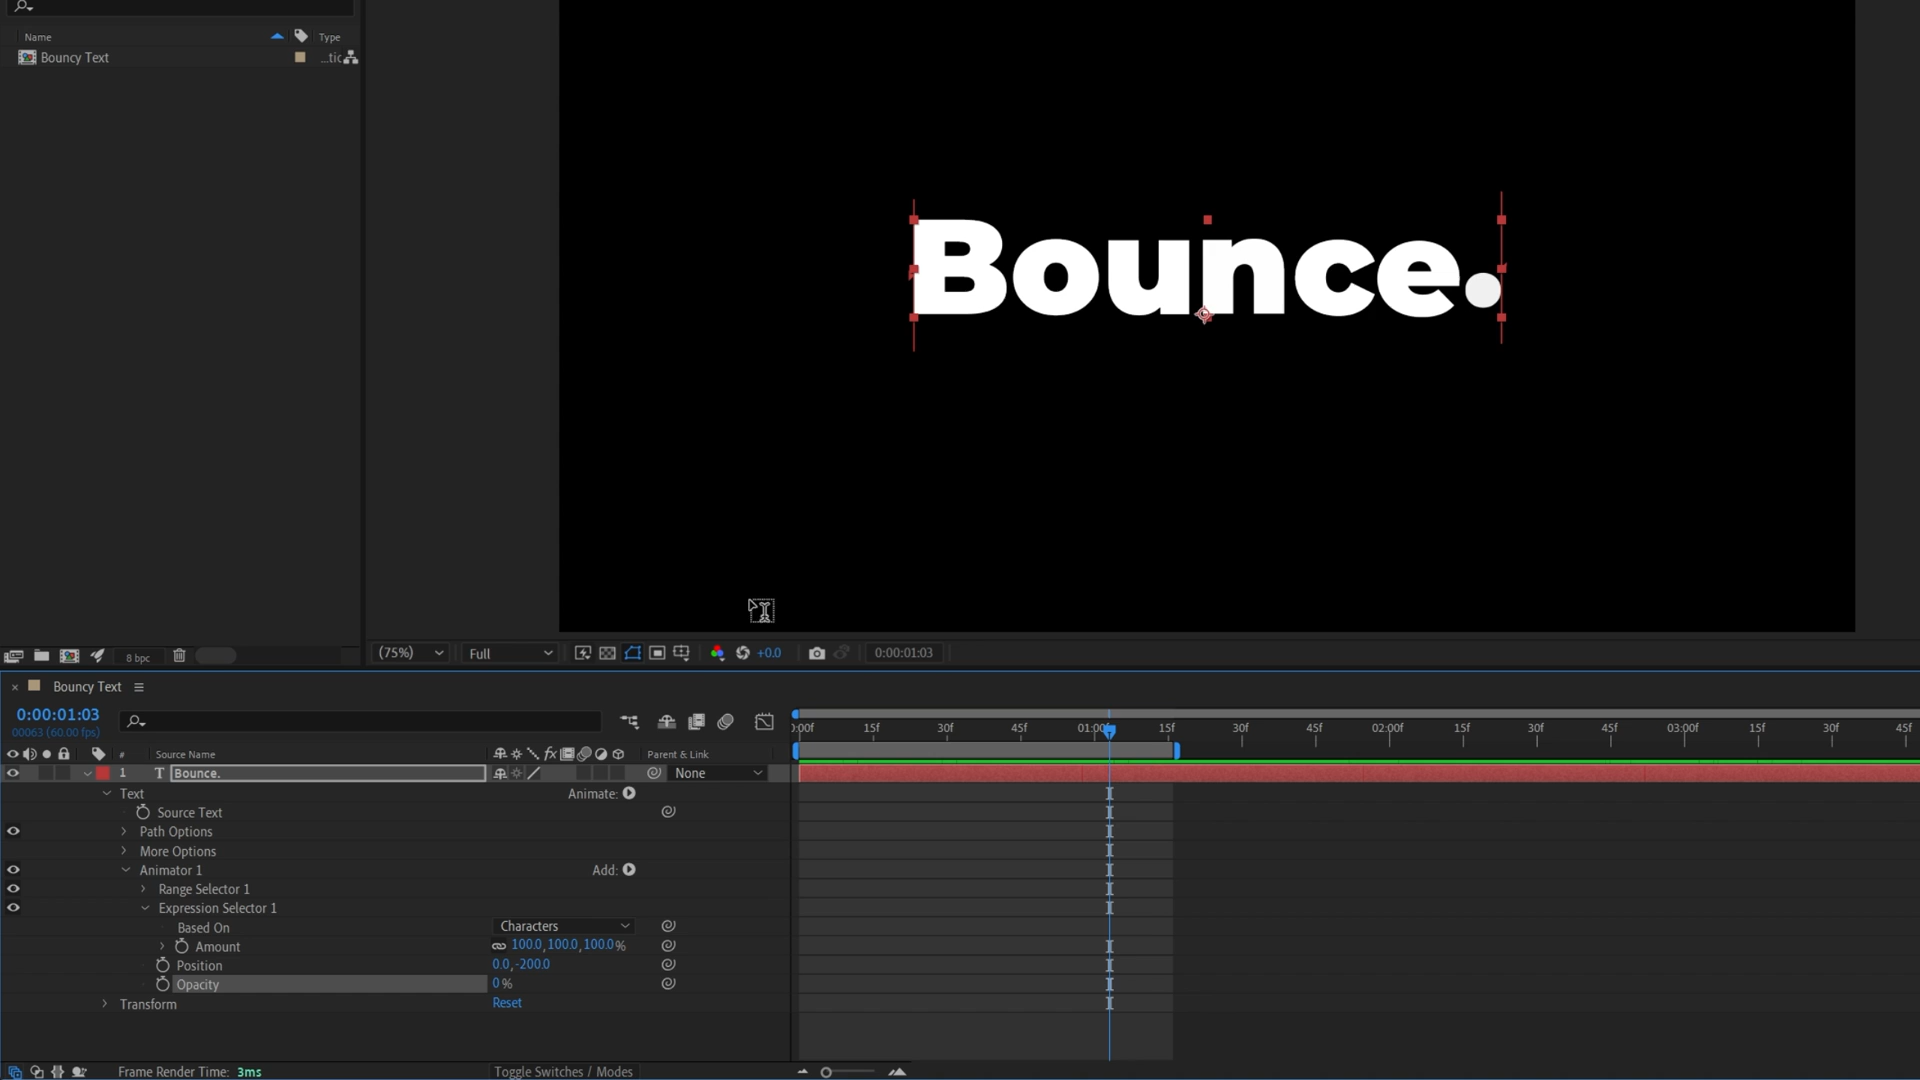 Name Type
Bouncy Text ...tic
Bounce.
8 bpc
(75%) Full +0.0 0:00:01:03
Bouncy Text
0:00:01:03
00063 (60.00 fps)
:00f 15f 30f 45f 01:00f 15f 30f 45f 02:00f 15f 30f 45f 03:00f 15f 30f 45f
# Source Name fx Parent & Link
1 T Bounce. None
Text Animate:
Source Text
Path Options
More Options
Animator 1 Add:
Range Selector 1
Expression Selector 1
Based On Characters
Amount 100.0,100.0,100.0%
Position 0.0,-200.0
Opacity 0%
Transform Reset
Frame Render Time: 3ms Toggle Switches / Modes